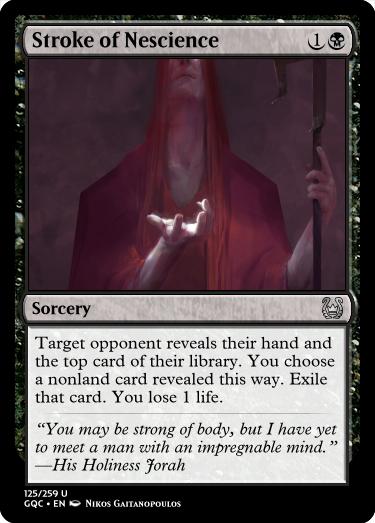 Stroke of Nescience 1
Sorcery
Target opponent reveals their hand and
the top card of their library. You choose
a nonland card revealed this way. Exile
that card. You lose 1 life.
“You may be strong of body, but I have yet
to meet a man with an impregnable mind.”
—His Holiness Jorah
125/259 U
GQC • EN Nikos Gaitanopoulos